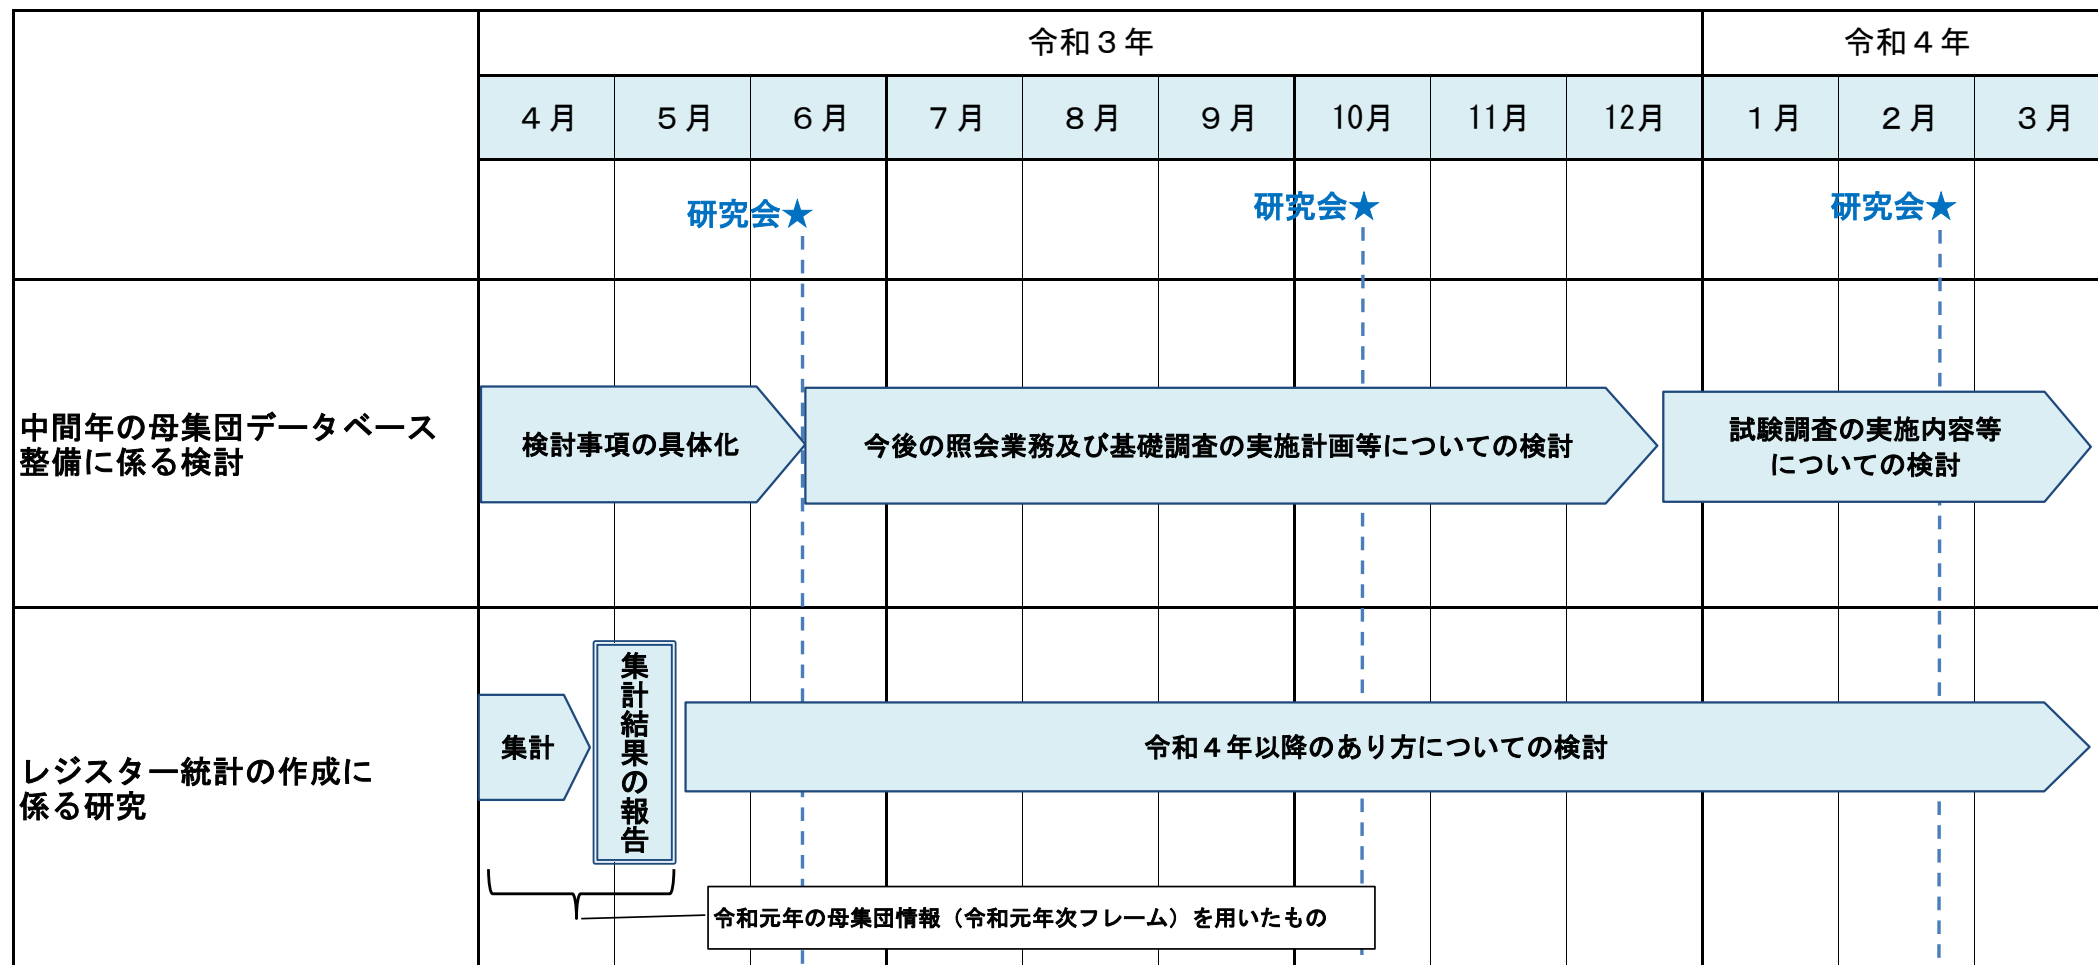 令和３年
令和４年
４月
５月
６月
７月
８月
９月
10月
11月
12月
１月
２月
３月
研究会★
研究会★
研究会★
中間年の母集団データベース
整備に係る検討
検討事項の具体化
今後の照会業務及び基礎調査の実施計画等についての検討
試験調査の実施内容等
についての検討
レジスター統計の作成に
係る研究
集計
集計結果の報告
令和４年以降のあり方についての検討
令和元年の母集団情報（令和元年次フレーム）を用いたもの